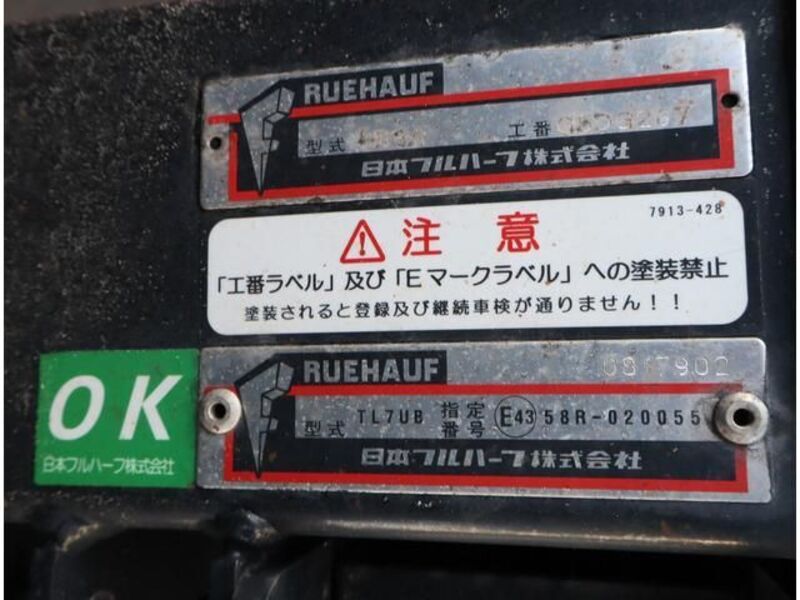 FRUEHAUF
型式
工番
日本フルハーフ株式会社
7913-428
注 意
「工番ラベル」及び「Eマークラベル」への塗装禁止
塗装されると登録及び継続車検が通りません!!
OK
日本フルハーフ株式会社
FRUEHAUF
型式 TL7UB 指定番号 E43 58R-020055
日本フルハーフ株式会社